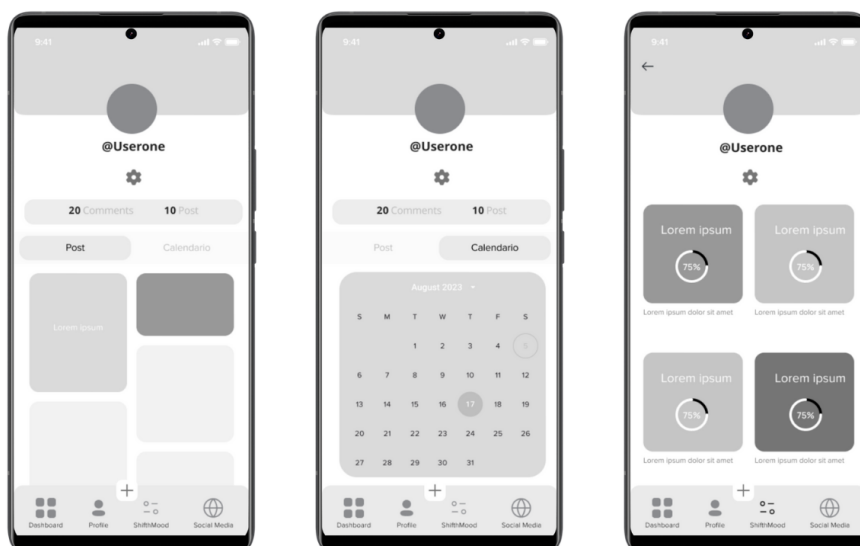 9:41
@Userone
20 Comments 10 Post
Post Calendario
Lorem ipsum
Dashboard Profile ShifthMood Social Media
9:41
@Userone
20 Comments 10 Post
Post Calendario
August 2023
S M T W T F S
1 2 3 4 5
6 7 8 9 10 11 12
13 14 15 16 17 18 19
20 21 22 23 24 25 26
27 28 29 30 31
Dashboard Profile ShifthMood Social Media
9:41
@Userone
Lorem ipsum Lorem ipsum
75% 75%
Lorem ipsum dolor sit amet Lorem ipsum dolor sit amet
Lorem ipsum Lorem ipsum
75% 75%
Lorem ipsum dolor sit amet Lorem ipsum dolor sit amet
Dashboard Profile ShifthMood Social Media